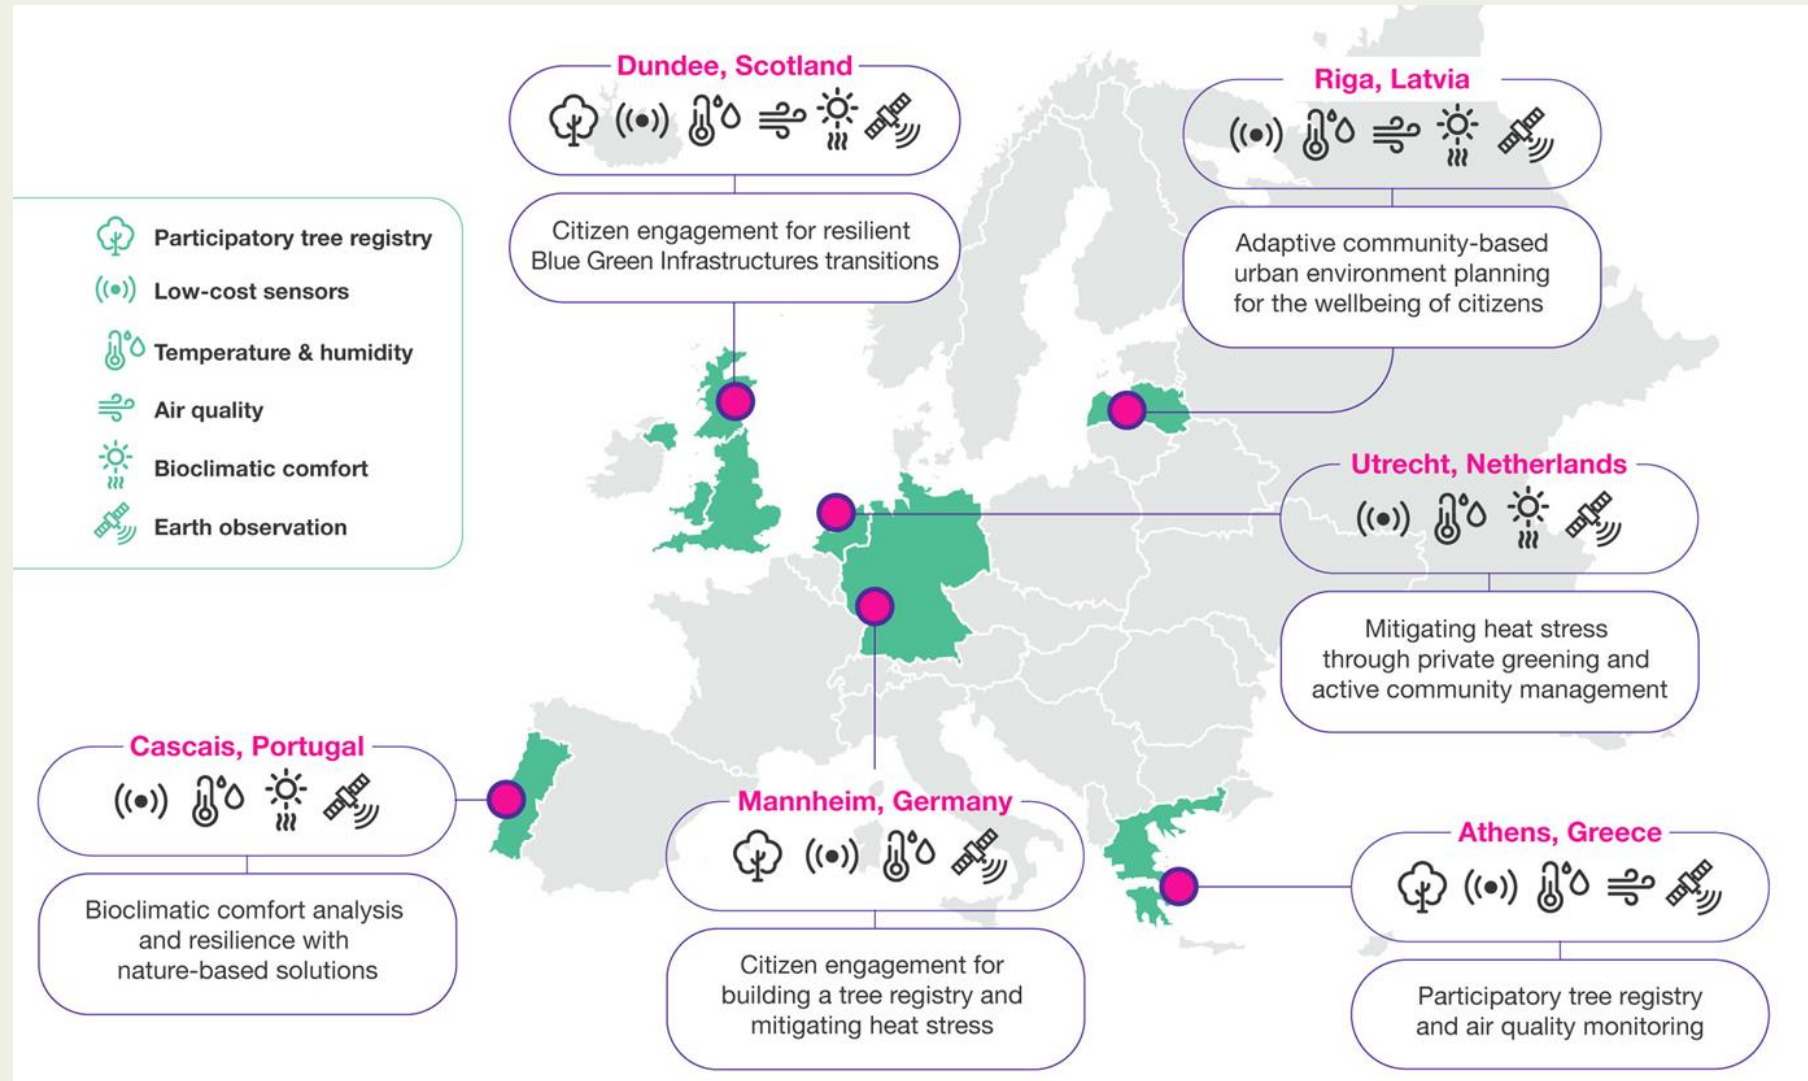 Dundee, Scotland
Citizen engagement for resilient
Blue Green Infrastructures transitions
Riga, Latvia
Adaptive community-based
urban environment planning
for the wellbeing of citizens
Participatory tree registry
Low-cost sensors
Temperature & humidity
Air quality
Bioclimatic comfort
Earth observation
Utrecht, Netherlands
Mitigating heat stress
through private greening and
active community management
Cascais, Portugal
Bioclimatic comfort analysis
and resilience with
nature-based solutions
Mannheim, Germany
Citizen engagement for
building a tree registry and
mitigating heat stress
Athens, Greece
Participatory tree registry
and air quality monitoring